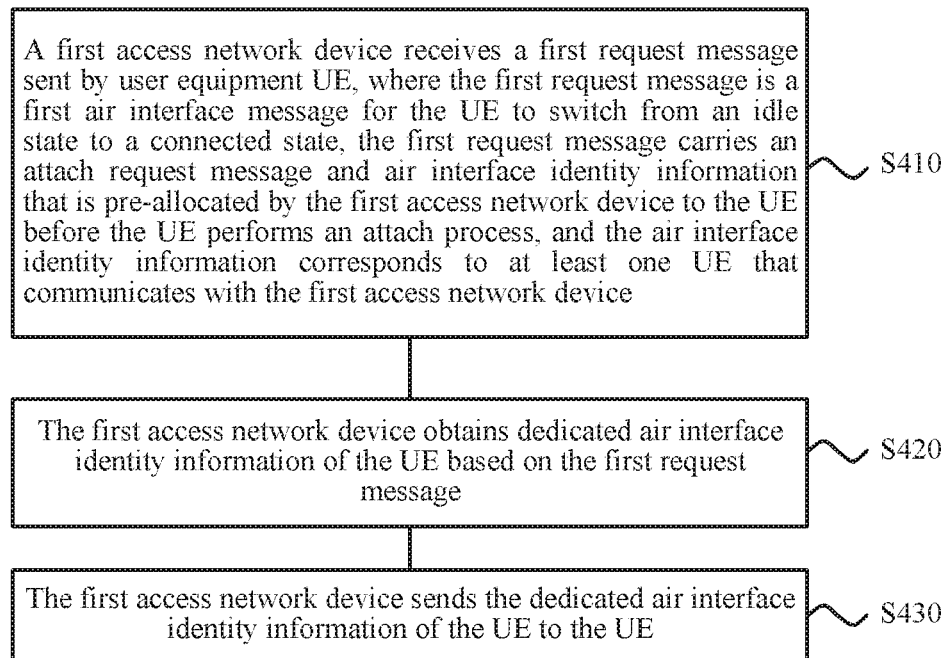 A first access network device receives a first request message
sent by user equipment UE, where the first request message is a
first air interface message for the UE to switch from an idle
state to a connected state, the first request message carries an
attach request message and air interface identity information
that is pre-allocated by the first access network device to the UE
before the UE performs an attach process, and the air interface
identity information corresponds to at least one UE that
communicates with the first access network device
S410
The first access network device obtains dedicated air interface
identity information of the UE based on the first request
message
S420
The first access network device sends the dedicated air interface
identity information of the UE to the UE
S430